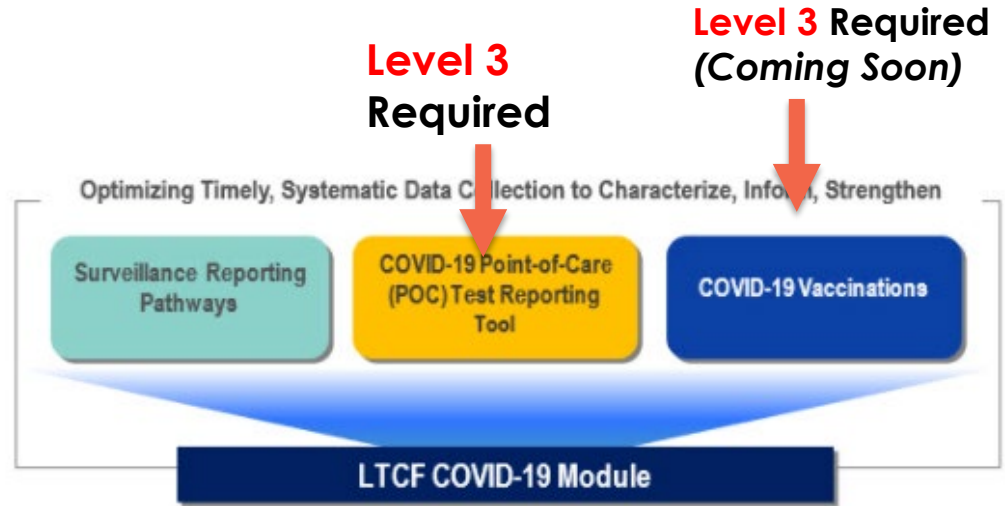 Level 3
Required
Level 3 Required
(Coming Soon)
Optimizing Timely, Systematic Data Collection to Characterize, Inform, Strengthen
Surveillance Reporting
Pathways
COVID-19 Point-of-Care
(POC) Test Reporting
Tool
COVID-19 Vaccinations
LTCF COVID-19 Module